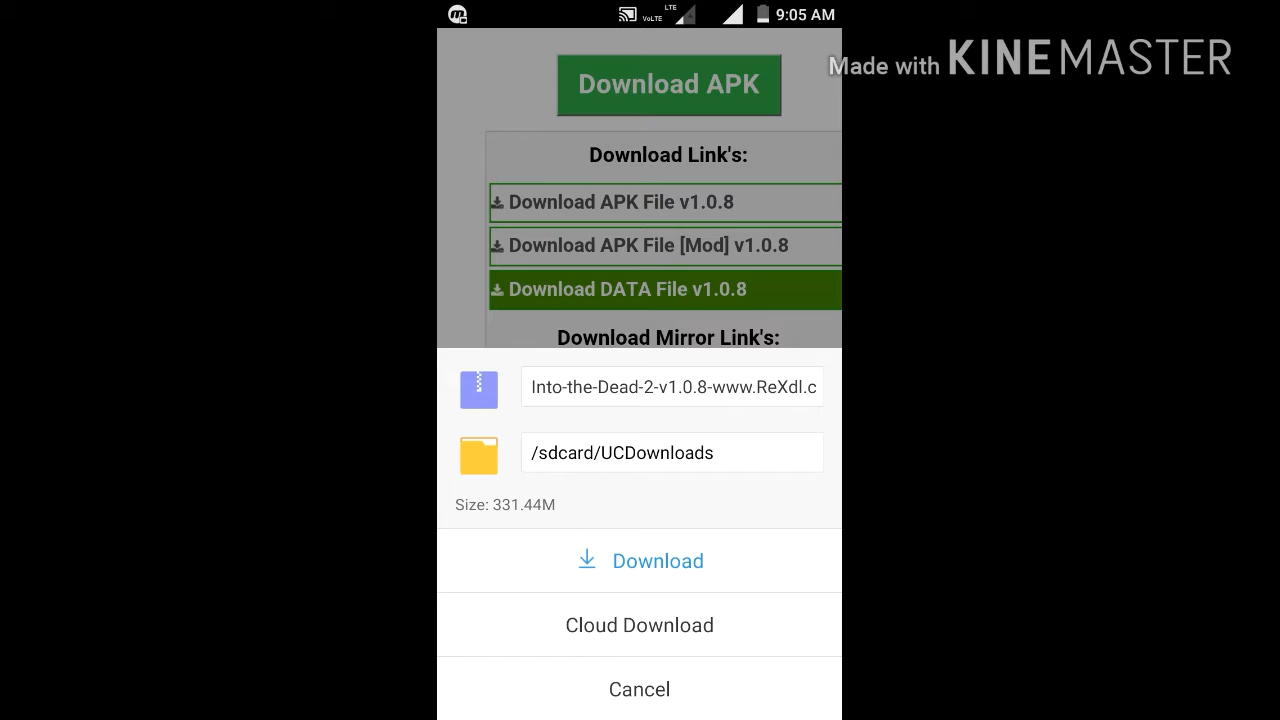 LTE
VoLTE
9:05 AM
Made with KINEMASTER
Download APK
Download Link's:
Download APK File v1.0.8
Download APK File [Mod] v1.0.8
Download DATA File v1.0.8
Download Mirror Link's:
Into-the-Dead-2-v1.0.8-www.ReXdl.c
/sdcard/UCDownloads
Size: 331.44M
Download
Cloud Download
Cancel